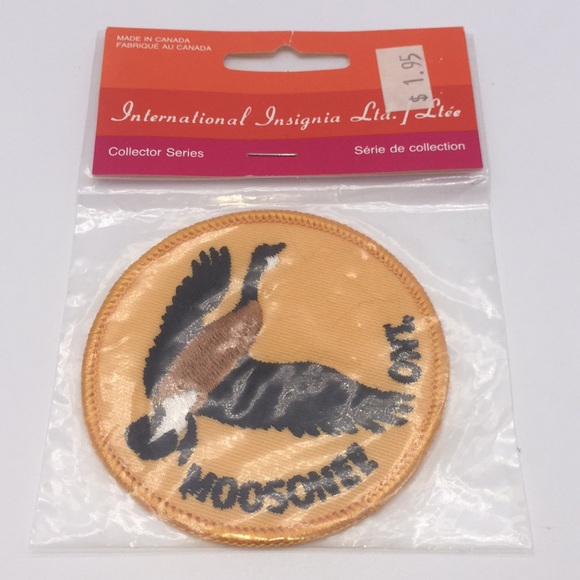 MADE IN CANADA
FABRIQUÉ AU CANADA
$ 1.95
International Insignia Ltd. / Ltée
Collector Series
Série de collection
ONT.
MOOSONEE